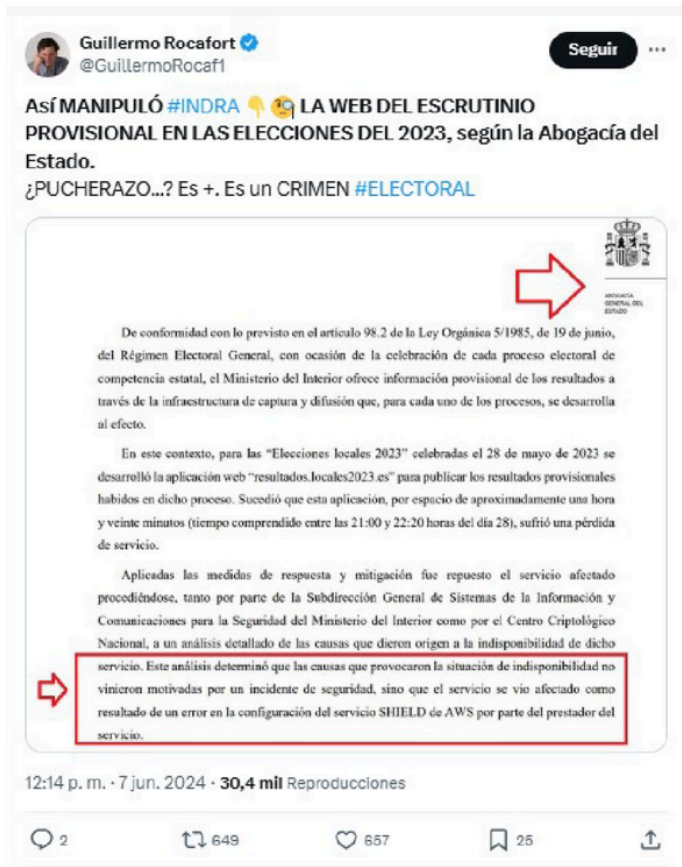 Guillermo Rocafort
@GuillermoRocaf1
Seguir
Así MANIPULÓ #INDRA 👇 🧐 LA WEB DEL ESCRUTINIO
PROVISIONAL EN LAS ELECCIONES DEL 2023, según la Abogacía del
Estado.
¿PUCHERAZO...? Es +. Es un CRIMEN #ELECTORAL
ABOGACÍA
GENERAL DEL
ESTADO
De conformidad con lo previsto en el artículo 98.2 de la Ley Orgánica 5/1985, de 19 de junio,
del Régimen Electoral General, con ocasión de la celebración de cada proceso electoral de
competencia estatal, el Ministerio del Interior ofrece información provisional de los resultados a
través de la infraestructura de captura y difusión que, para cada uno de los procesos, se desarrolla
al efecto.
En este contexto, para las “Elecciones locales 2023” celebradas el 28 de mayo de 2023 se
desarrolló la aplicación web “resultados.locales2023.es” para publicar los resultados provisionales
habidos en dicho proceso. Sucedió que esta aplicación, por espacio de aproximadamente una hora
y veinte minutos (tiempo comprendido entre las 21:00 y 22:20 horas del día 28), sufrió una pérdida
de servicio.
Aplicadas las medidas de respuesta y mitigación fue repuesto el servicio afectado
procediéndose, tanto por parte de la Subdirección General de Sistemas de la Información y
Comunicaciones para la Seguridad del Ministerio del Interior como por el Centro Criptológico
Nacional, a un análisis detallado de las causas que dieron origen a la indisponibilidad de dicho
servicio. Este análisis determinó que las causas que provocaron la situación de indisponibilidad no
vinieron motivadas por un incidente de seguridad, sino que el servicio se vio afectado como
resultado de un error en la configuración del servicio SHIELD de AWS por parte del prestador del
servicio.
12:14 p. m. · 7 jun. 2024 · 30,4 mil Reproducciones
2
649
657
25